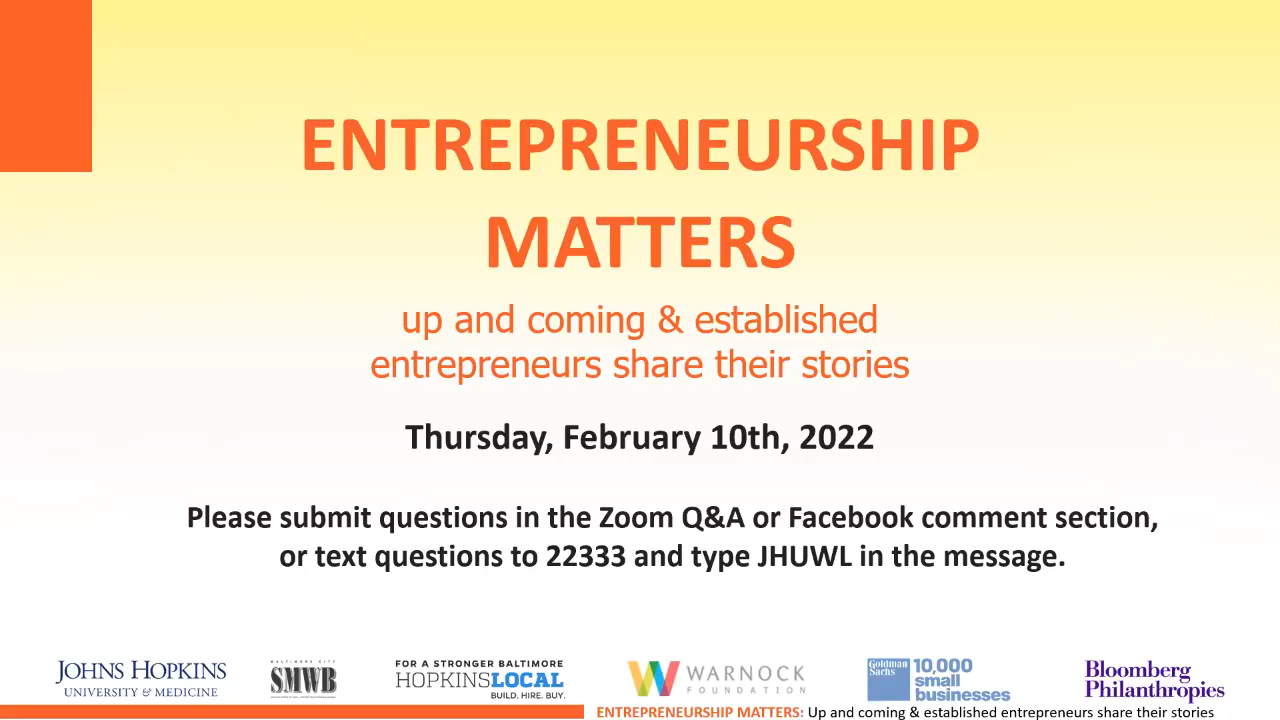 ENTREPRENEURSHIP
MATTERS
up and coming & established
entrepreneurs share their stories
Thursday, February 10th, 2022
Please submit questions in the Zoom Q&A or Facebook comment section,
or text questions to 22333 and type JHUWL in the message.
JOHNS HOPKINS
UNIVERSITY & MEDICINE
BALTIMORE CITY
SMWB
FOR A STRONGER BALTIMORE
HOPKINSLOCAL
BUILD. HIRE. BUY.
WARNOCK
FOUNDATION
Goldman
Sachs
10,000
small
businesses
Bloomberg
Philanthropies
ENTREPRENEURSHIP MATTERS: Up and coming & established entrepreneurs share their stories